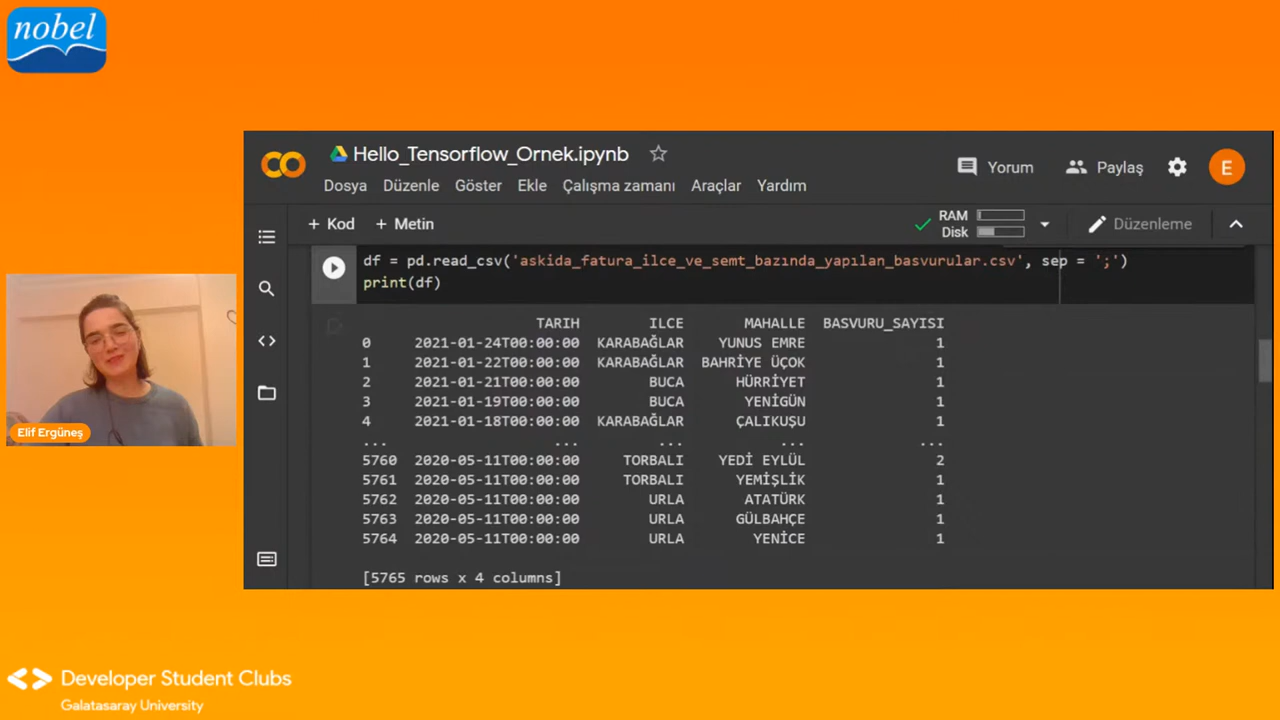 nobel
Hello_Tensorflow_Ornek.ipynb
Yorum
Paylaş
E
Dosya Düzenle Göster Ekle Çalışma zamanı Araçlar Yardım
+ Kod + Metin
RAM
Disk
Düzenleme
df = pd.read_csv('askida_fatura_ilce_ve_semt_bazında_yapılan_basvurular.csv', sep = ';')
print(df)
TARIH ILCE MAHALLE BASVURU_SAYISI
0 2021-01-24T00:00:00 KARABAĞLAR YUNUS EMRE 1
1 2021-01-22T00:00:00 KARABAĞLAR BAHRİYE ÜÇOK 1
2 2021-01-21T00:00:00 BUCA HÜRRİYET 1
3 2021-01-19T00:00:00 BUCA YENİGÜN 1
4 2021-01-18T00:00:00 KARABAĞLAR ÇALIKUŞU 1
... ... ... ... ...
5760 2020-05-11T00:00:00 TORBALI YEDİ EYLÜL 2
5761 2020-05-11T00:00:00 TORBALI YEMİŞLİK 1
5762 2020-05-11T00:00:00 URLA ATATÜRK 1
5763 2020-05-11T00:00:00 URLA GÜLBAHÇE 1
5764 2020-05-11T00:00:00 URLA YENİCE 1
[5765 rows x 4 columns]
Elif Ergüneş
Developer Student Clubs
Galatasaray University